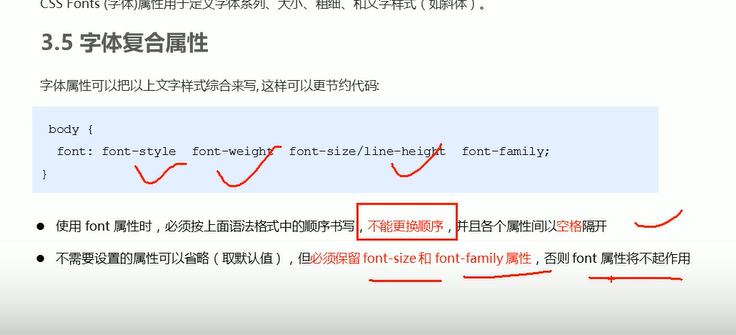 CSS Fonts (字体)属性用于定义字体系列、大小、粗细、和文字样式（如斜体）。
3.5 字体复合属性
字体属性可以把以上文字样式综合来写, 这样可以更节约代码:
body {
font: font-style font-weight font-size/line-height font-family;
}
● 使用 font 属性时，必须按上面语法格式中的顺序书写，不能更换顺序，并且各个属性间以空格隔开
● 不需要设置的属性可以省略（取默认值），但必须保留 font-size 和 font-family 属性，否则 font 属性将不起作用